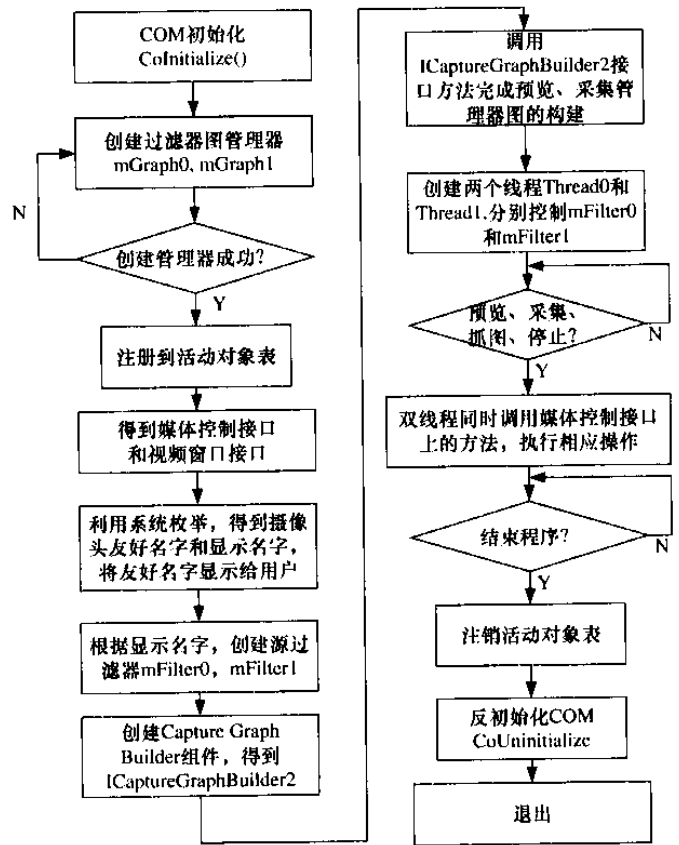 COM初始化
CoInitialize()
创建过滤器图管理器
mGraph0, mGraph1
N
创建管理器成功?
Y
注册到活动对象表
得到媒体控制接口
和视频窗口接口
利用系统枚举，得到摄像
头友好名字和显示名字，
将友好名字显示给用户
根据显示名字，创建源过
滤器mFilter0，mFilter1
创建Capture Graph
Builder组件，得到
ICaptureGraphBuilder2
调用
ICaptureGraphBuilder2接
口方法完成预览、采集管
理器图的构建
创建两个线程Thread0和
Thread1,分别控制mFilter0
和mFilter1
预览、采集、
抓图、停止?
N
Y
双线程同时调用媒体控制接口
上的方法，执行相应操作
结束程序?
N
Y
注销活动对象表
反初始化COM
CoUninitialize
退出